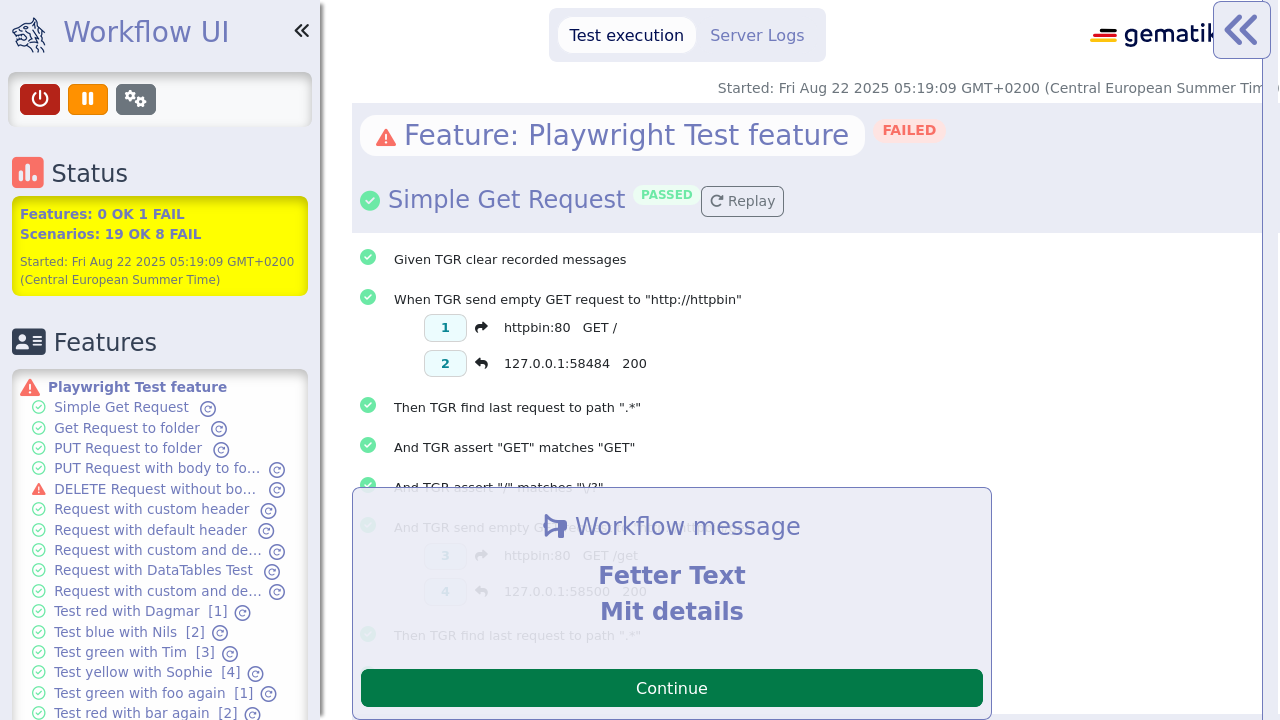 Workflow UI
Status
Features: 0 OK 1 FAIL
Scenarios: 19 OK 8 FAIL
Started: Fri Aug 22 2025 05:19:09 GMT+0200
(Central European Summer Time)
Features
Playwright Test feature
Simple Get Request
Get Request to folder
PUT Request to folder
PUT Request with body to fo...
DELETE Request without bo...
Request with custom header
Request with default header
Request with custom and de...
Request with DataTables Test
Request with custom and de...
Test red with Dagmar [1]
Test blue with Nils [2]
Test green with Tim [3]
Test yellow with Sophie [4]
Test green with foo again [1]
Test red with bar again [2]
Test execution
Server Logs
gematik
Started: Fri Aug 22 2025 05:19:09 GMT+0200 (Central European Summer Tim
Feature: Playwright Test feature FAILED
Simple Get Request PASSED Replay
Given TGR clear recorded messages
When TGR send empty GET request to "http://httpbin"
1 httpbin:80 GET /
2 127.0.0.1:58484 200
Then TGR find last request to path ".*"
And TGR assert "GET" matches "GET"
And TGR assert "/" matches "\/?"
And TGR send empty G
3 httpbin:80 GET /get
4 127.0.0.1:58500 200
Then TGR find last request to path ".*"
Workflow message
Fetter Text
Mit details
Continue